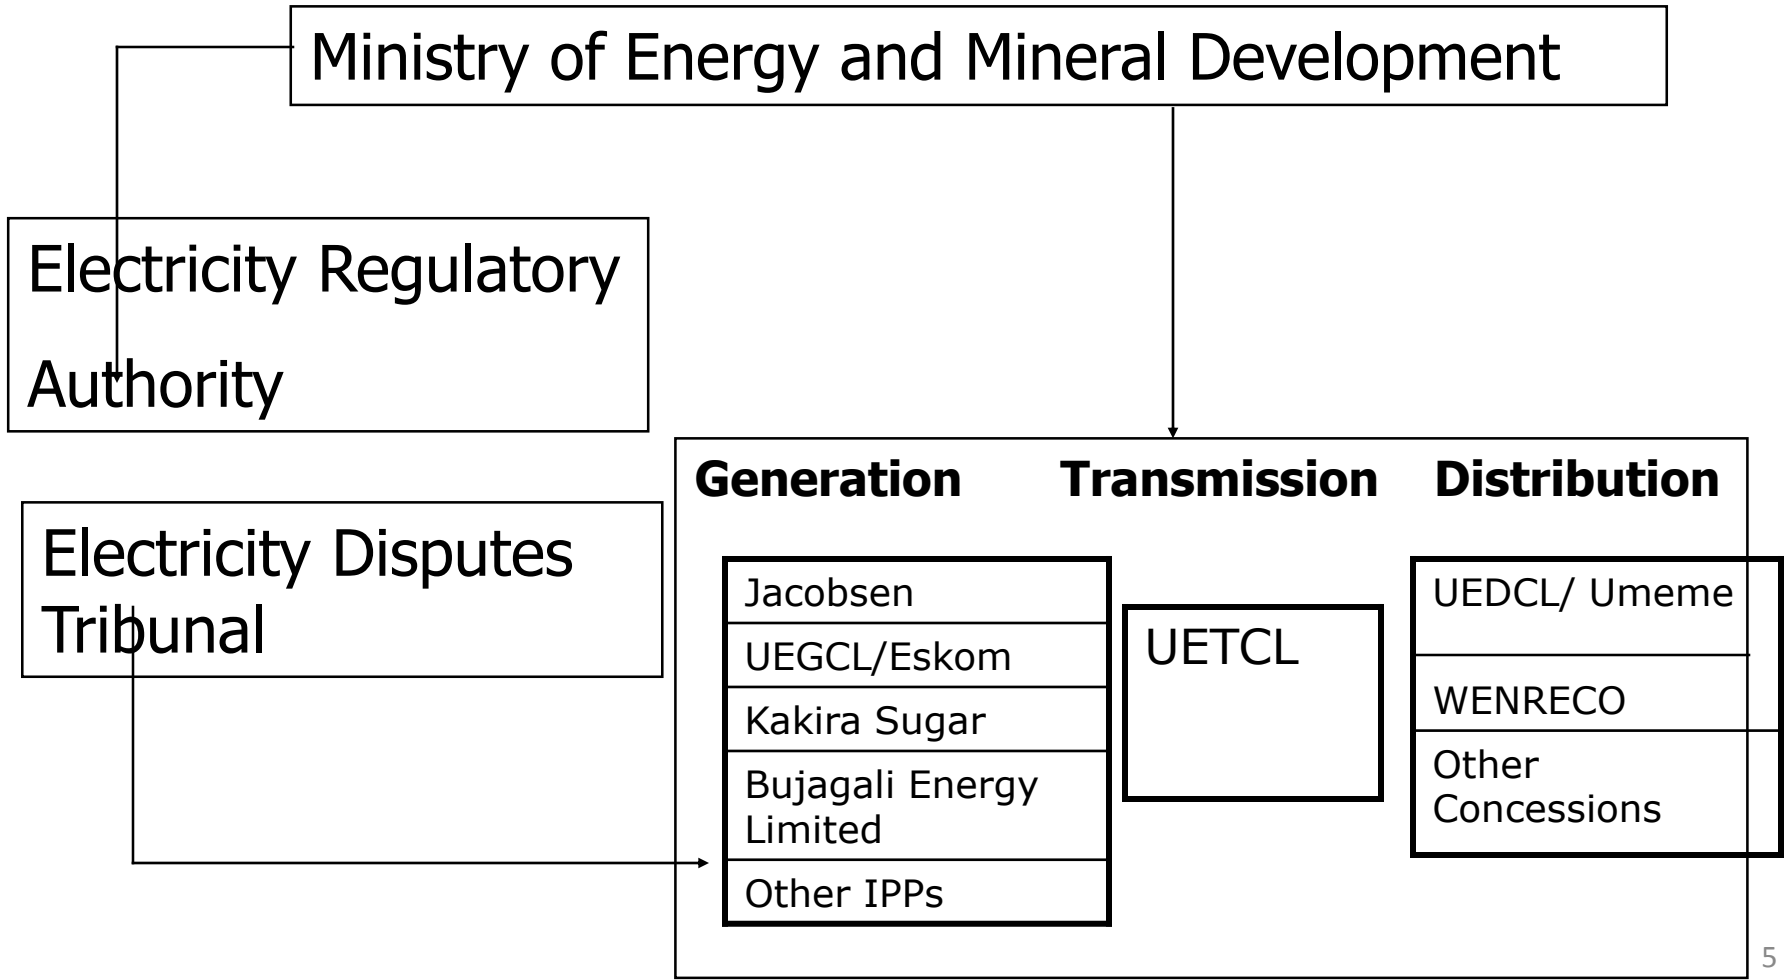 Ministry of Energy and Mineral Development
Electricity Regulatory
Authority
Electricity Disputes
Tribunal
Generation Transmission Distribution
Jacobsen
UEGCL/Eskom
Kakira Sugar
Bujagali Energy
Limited
Other IPPs
UETCL
UEDCL/ Umeme
WENRECO
Other
Concessions
5